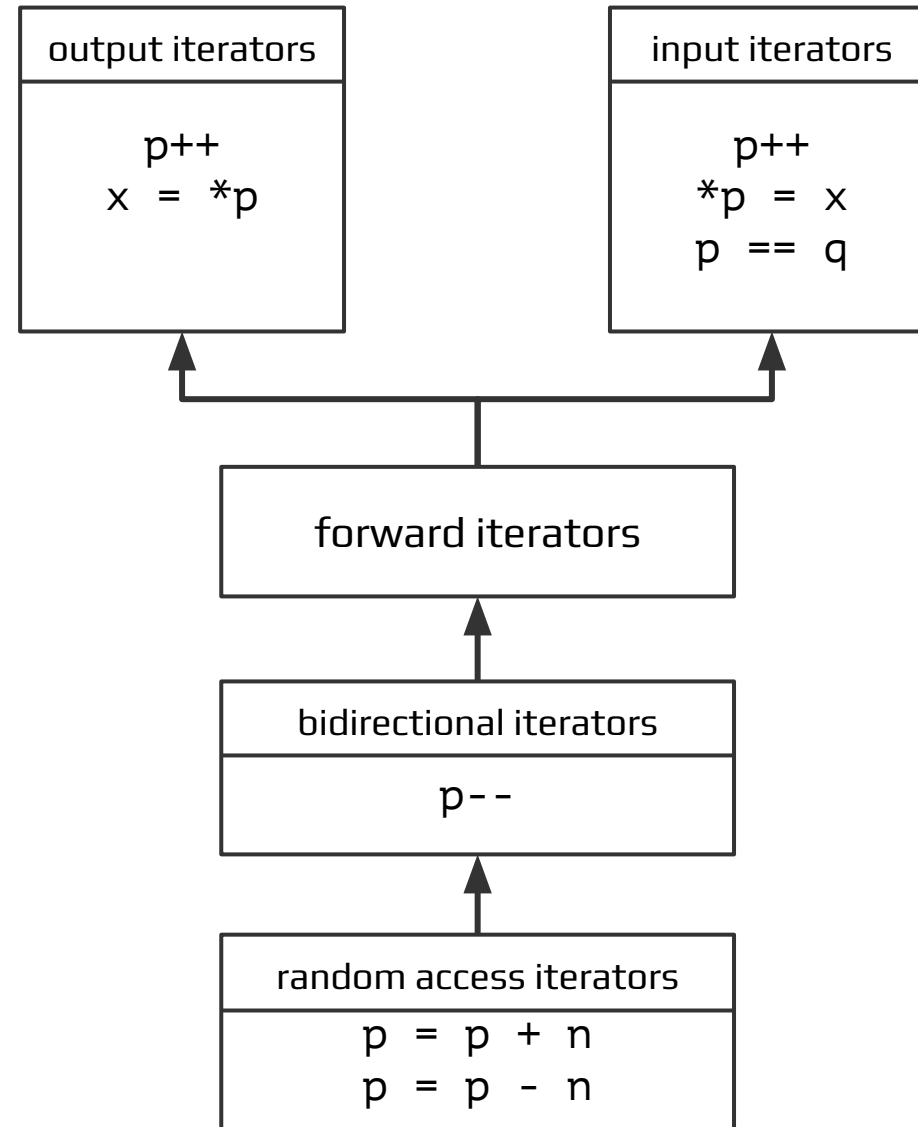 output iterators
p++
x = *p
input iterators
p++
*p = x
p == q
forward iterators
bidirectional iterators
p--
random access iterators
p = p + n
p = p - n